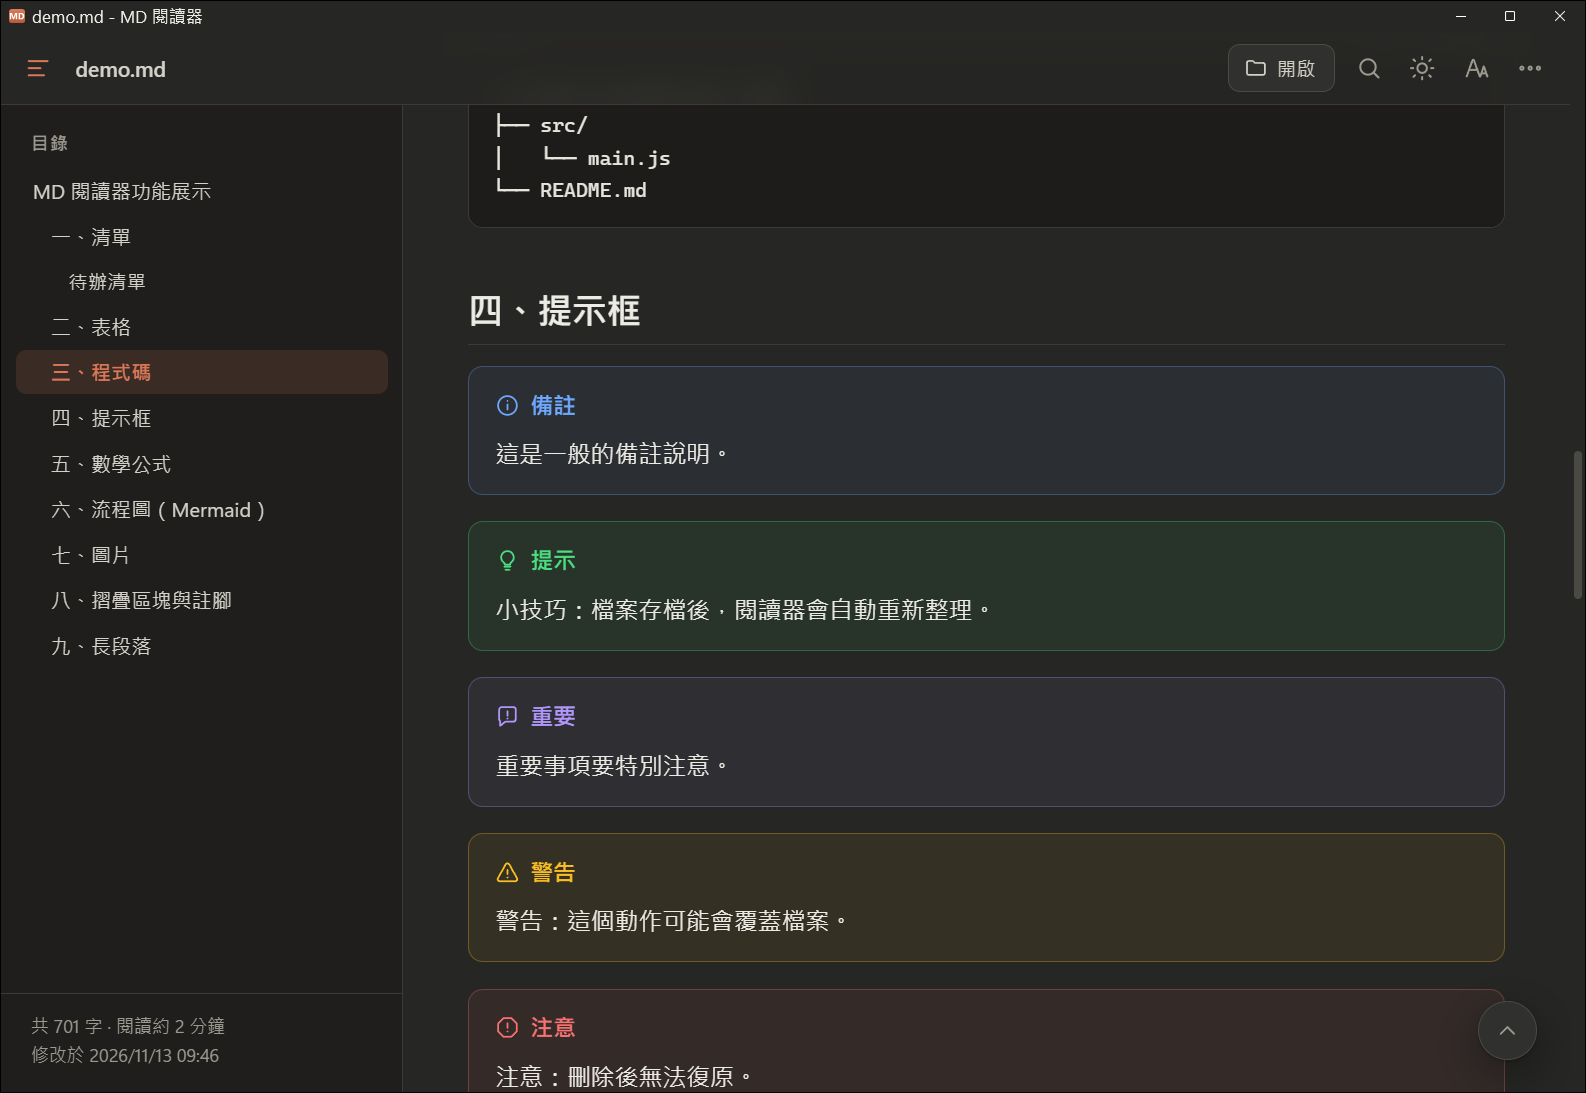 MD demo.md - MD 閱讀器
demo.md
開啟
目錄
MD 閱讀器功能展示
一、清單
待辦清單
二、表格
三、程式碼
四、提示框
五、數學公式
六、流程圖（Mermaid）
七、圖片
八、摺疊區塊與註腳
九、長段落
共 701 字 · 閱讀約 2 分鐘
修改於 2026/11/13 09:46
├── src/
│   └── main.js
└── README.md
四、提示框
備註
這是一般的備註說明。
提示
小技巧：檔案存檔後，閱讀器會自動重新整理。
重要
重要事項要特別注意。
警告
警告：這個動作可能會覆蓋檔案。
注意
注意：刪除後無法復原。